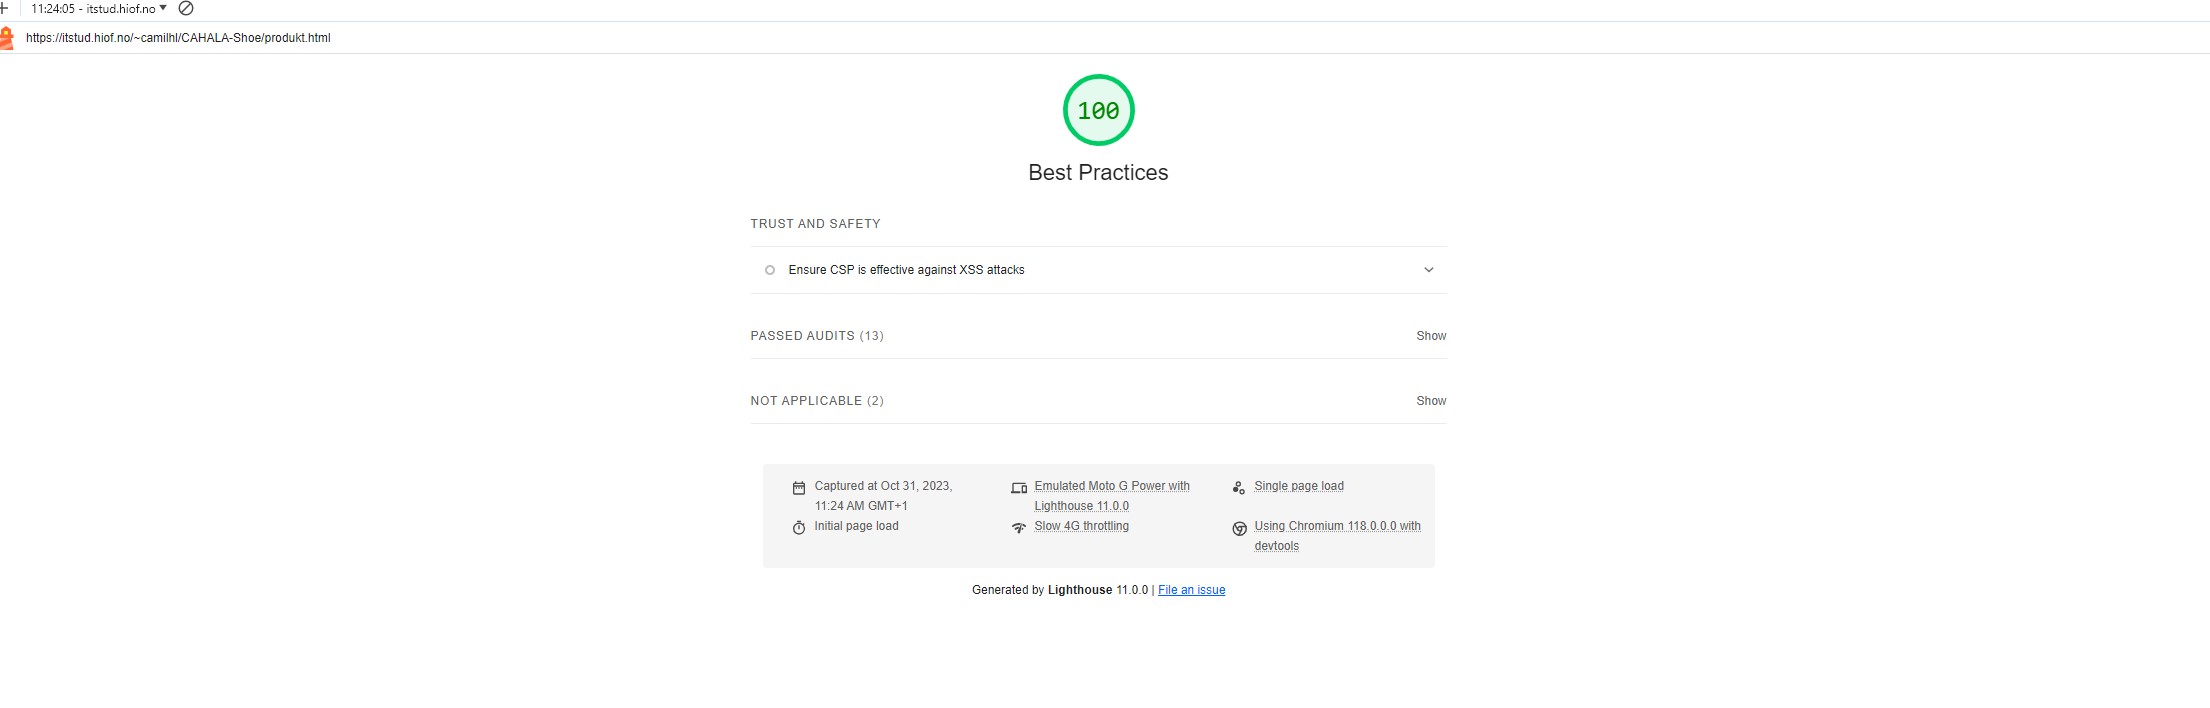 11:24:05 - itstud.hiof.no
https://itstud.hiof.no/~camilhl/CAHALA-Shoe/produkt.html
100
Best Practices
TRUST AND SAFETY
Ensure CSP is effective against XSS attacks
PASSED AUDITS (13) Show
NOT APPLICABLE (2) Show
Captured at Oct 31, 2023,
11:24 AM GMT+1
Emulated Moto G Power with
Lighthouse 11.0.0
Single page load
Initial page load
Slow 4G throttling
Using Chromium 118.0.0.0 with
devtools
Generated by Lighthouse 11.0.0 | File an issue